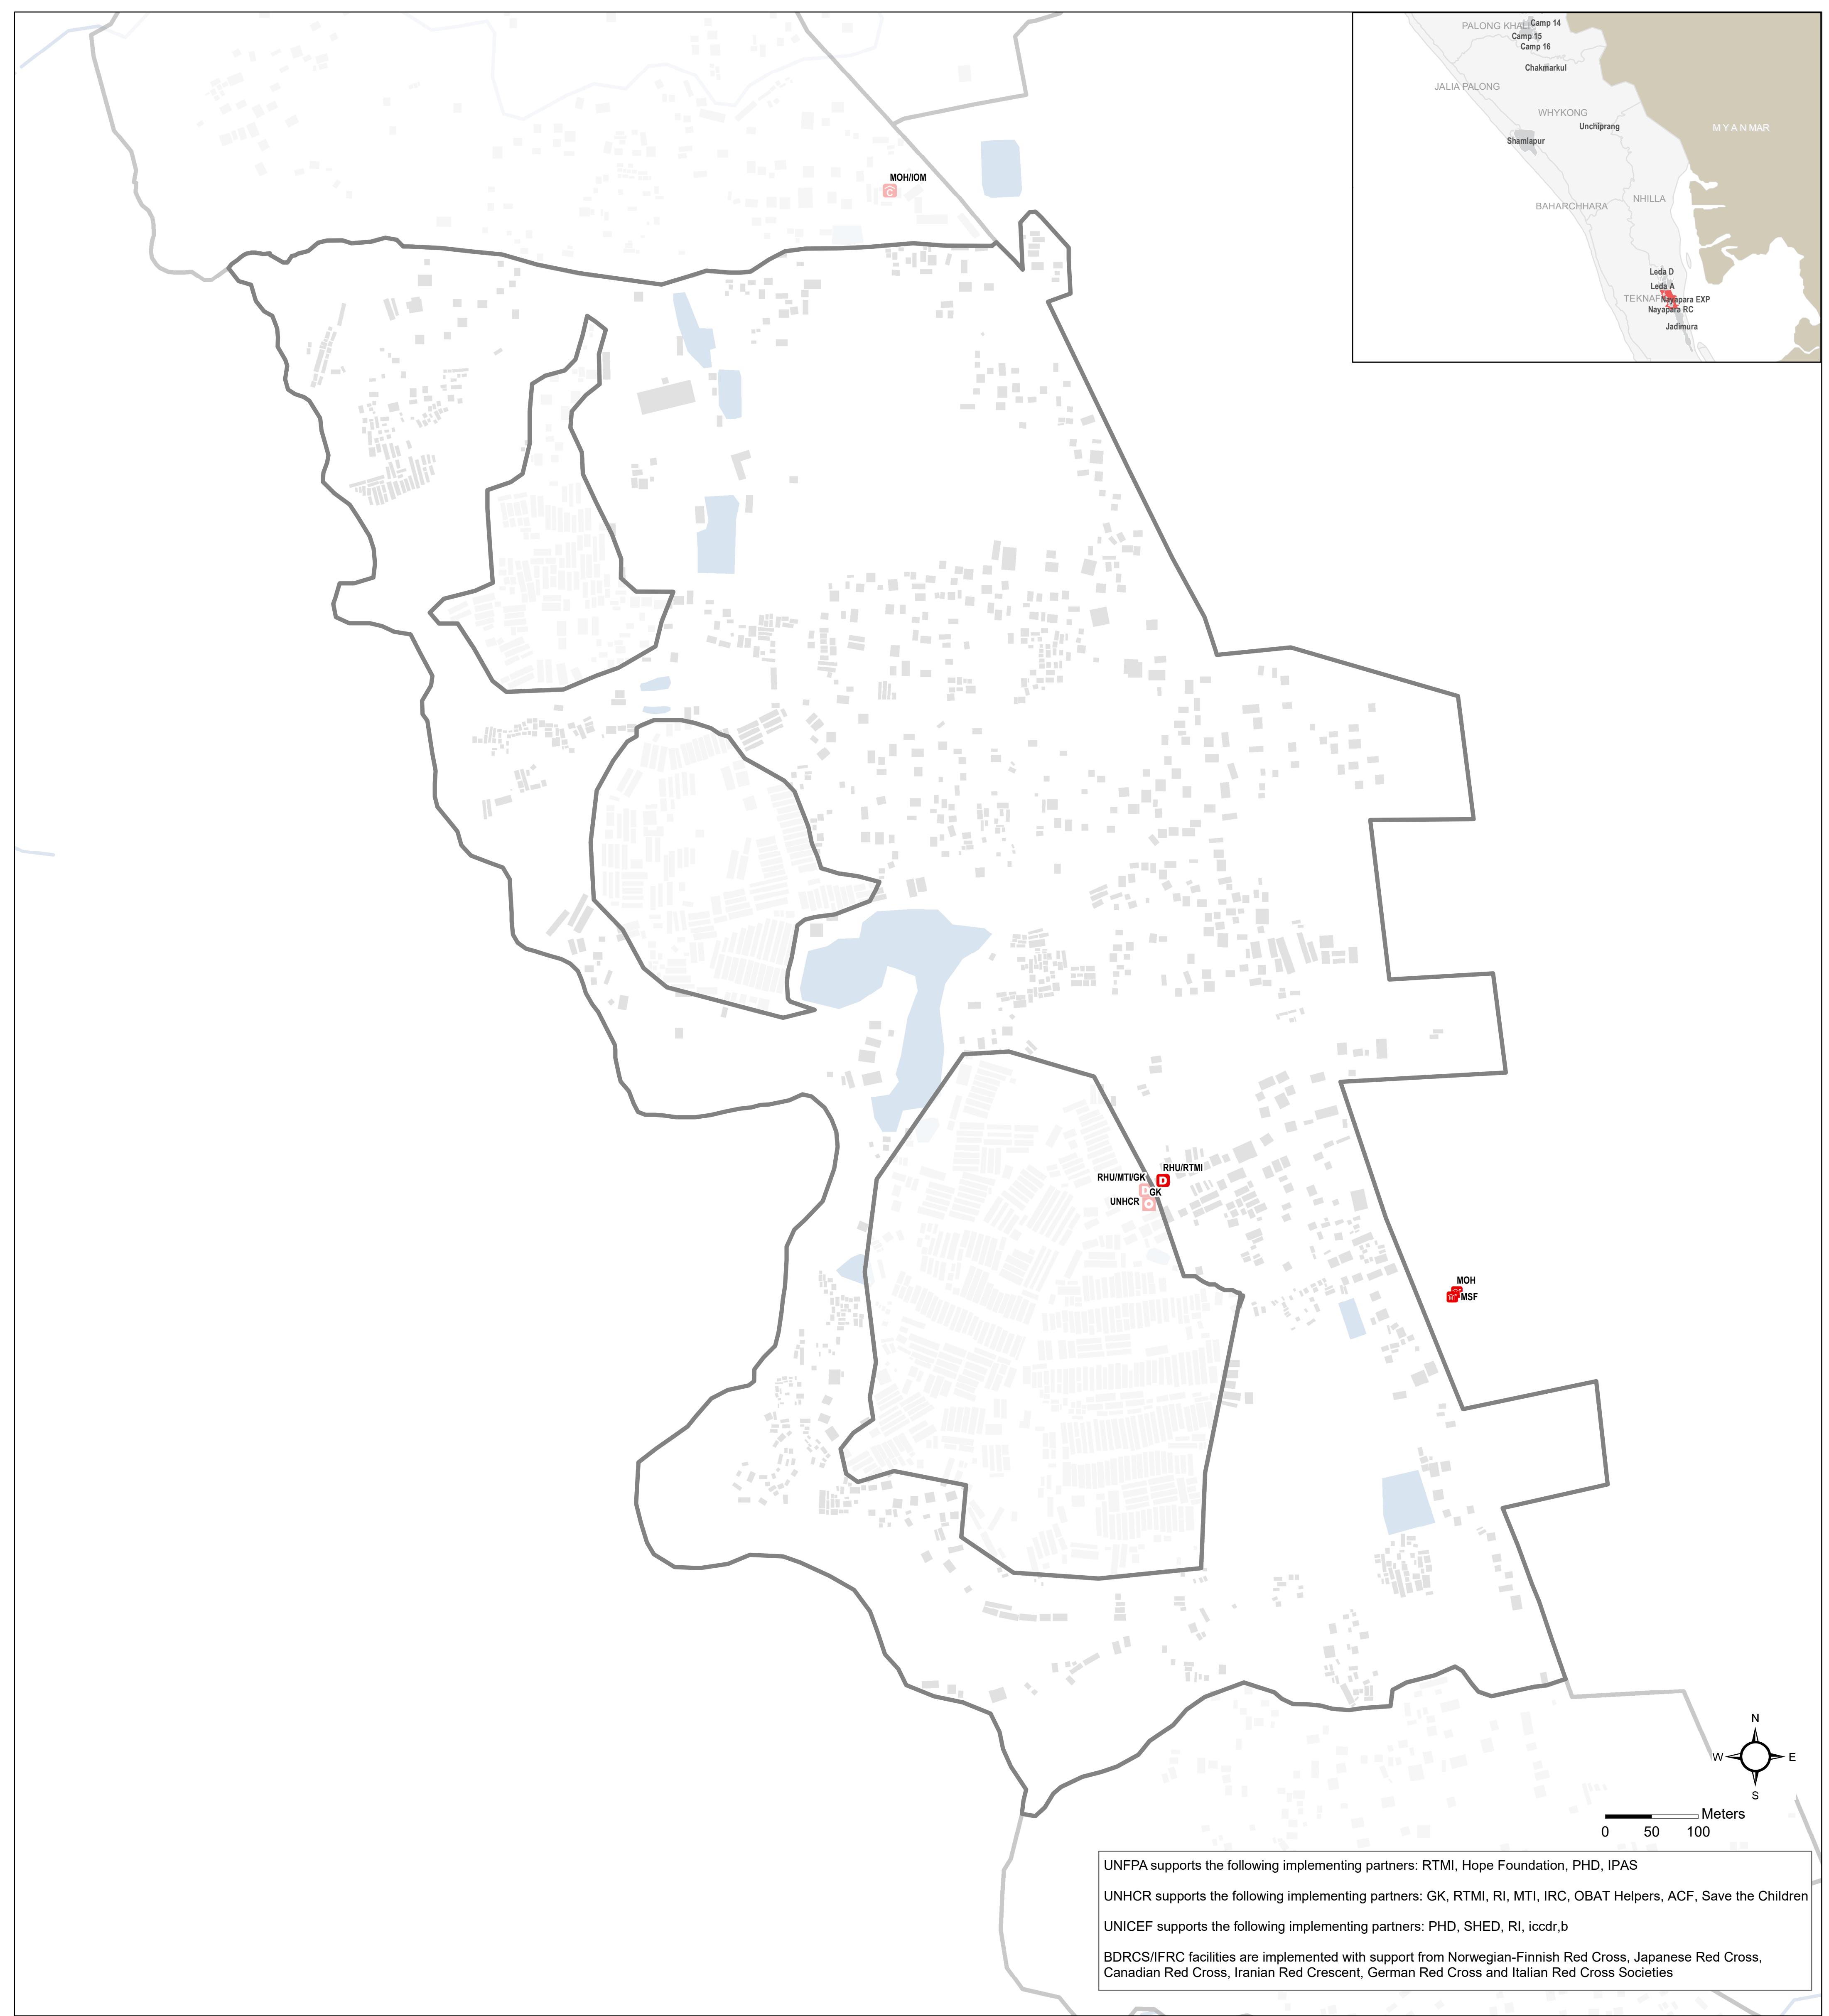 PALONG KHALI
Camp 14
Camp 15
Camp 16
Chakmarkul
JALIA PALONG
WHYKONG
Unchiprang
M Y A N MAR
Shamlapur
NHILLA
BAHARCHHARA
Leda D
Leda A
TEKNAF
Nayapara EXP
Nayapara RC
Jadimura
MOH/IOM
C
RHU/RTMI
D
RHU/MTI/GK
D
GK
UNHCR
MOH
MSF
N
W
E
S
Meters
0 50 100
UNFPA supports the following implementing partners: RTMI, Hope Foundation, PHD, IPAS
UNHCR supports the following implementing partners: GK, RTMI, RI, MTI, IRC, OBAT Helpers, ACF, Save the Children
UNICEF supports the following implementing partners: PHD, SHED, RI, iccdr,b
BDRCS/IFRC facilities are implemented with support from Norwegian-Finnish Red Cross, Japanese Red Cross,
Canadian Red Cross, Iranian Red Crescent, German Red Cross and Italian Red Cross Societies